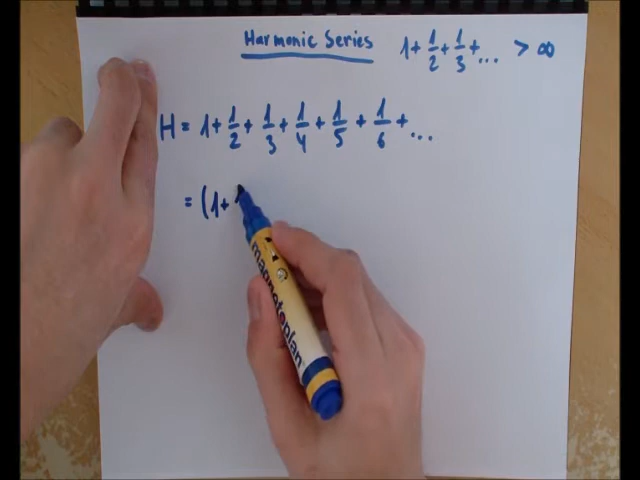 Harmonic Series
1 + 1/2 + 1/3 + ... > ∞
H = 1 + 1/2 + 1/3 + 1/4 + 1/5 + 1/6 + ...
= (1 +
magnetoplan